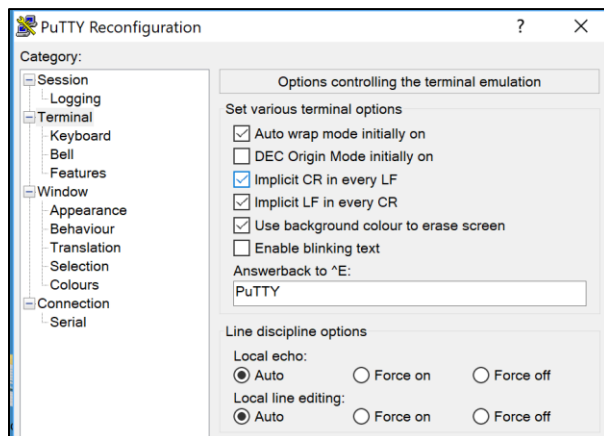 PuTTY Reconfiguration ? ×
Category:
Session
Logging
Terminal
Keyboard
Bell
Features
Window
Appearance
Behaviour
Translation
Selection
Colours
Connection
Serial
Options controlling the terminal emulation
Set various terminal options
Auto wrap mode initially on
DEC Origin Mode initially on
Implicit CR in every LF
Implicit LF in every CR
Use background colour to erase screen
Enable blinking text
Answerback to ^E:
PuTTY
Line discipline options
Local echo:
Auto Force on Force off
Local line editing:
Auto Force on Force off